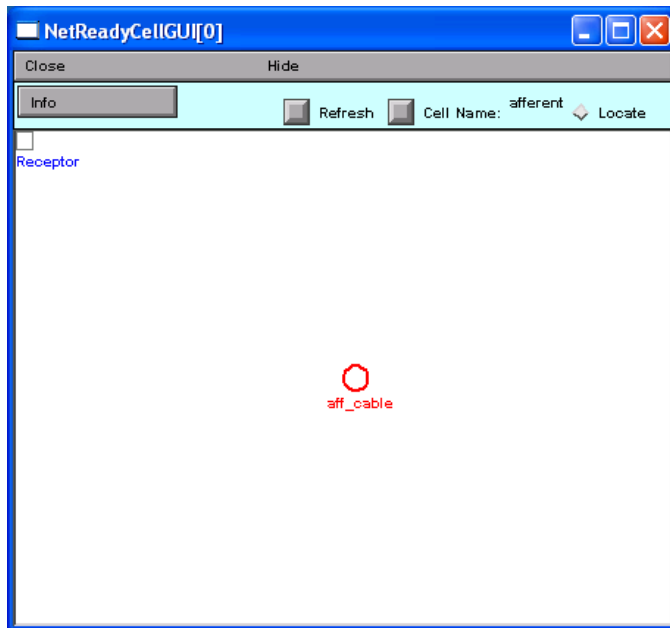 NetReadyCellGUI[0]
Close Hide
Info Refresh Cell Name: afferent Locate
Receptor
aff_cable